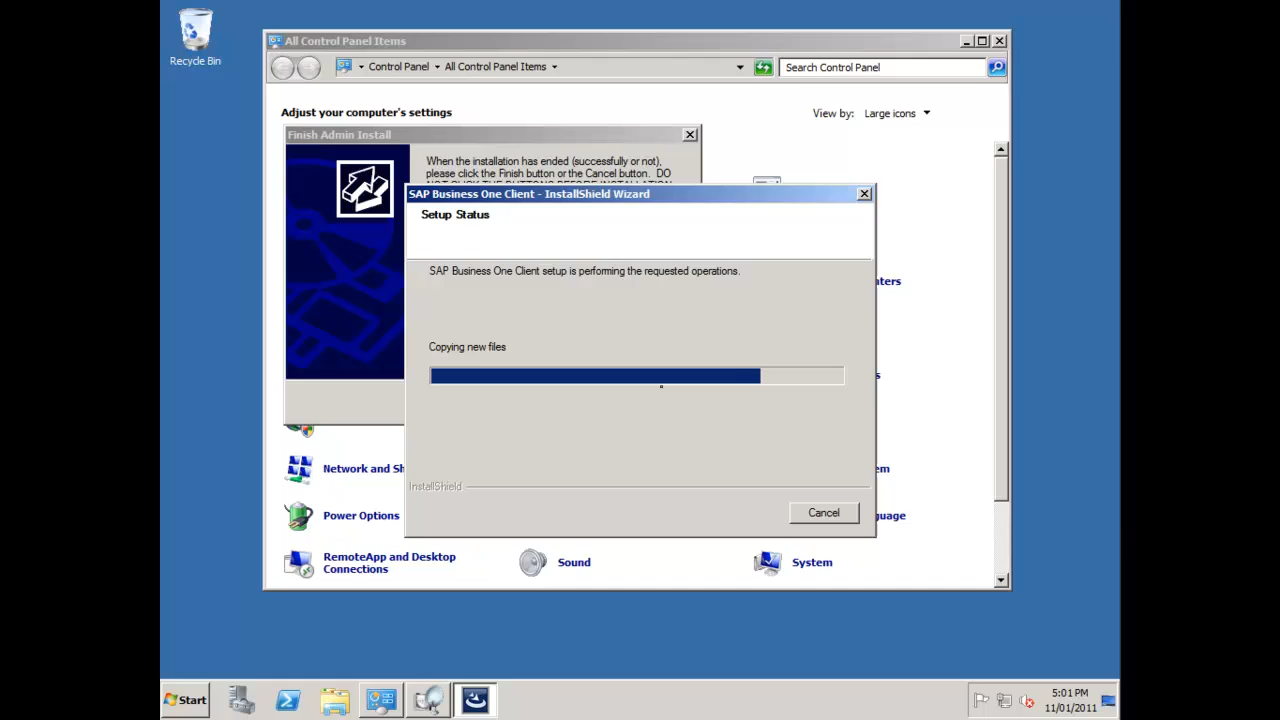 Recycle Bin
All Control Panel Items
Control Panel
All Control Panel Items
Search Control Panel
Adjust your computer's settings
View by:
Large icons
Finish Admin Install
When the installation has ended (successfully or not),
please click the Finish button or the Cancel button. DO
SAP Business One Client - InstallShield Wizard
Setup Status
SAP Business One Client setup is performing the requested operations.
Copying new files
InstallShield
Cancel
ters
s
Network and Sh
em
Power Options
uage
RemoteApp and Desktop
Connections
Sound
System
Start
5:01 PM
11/01/2011